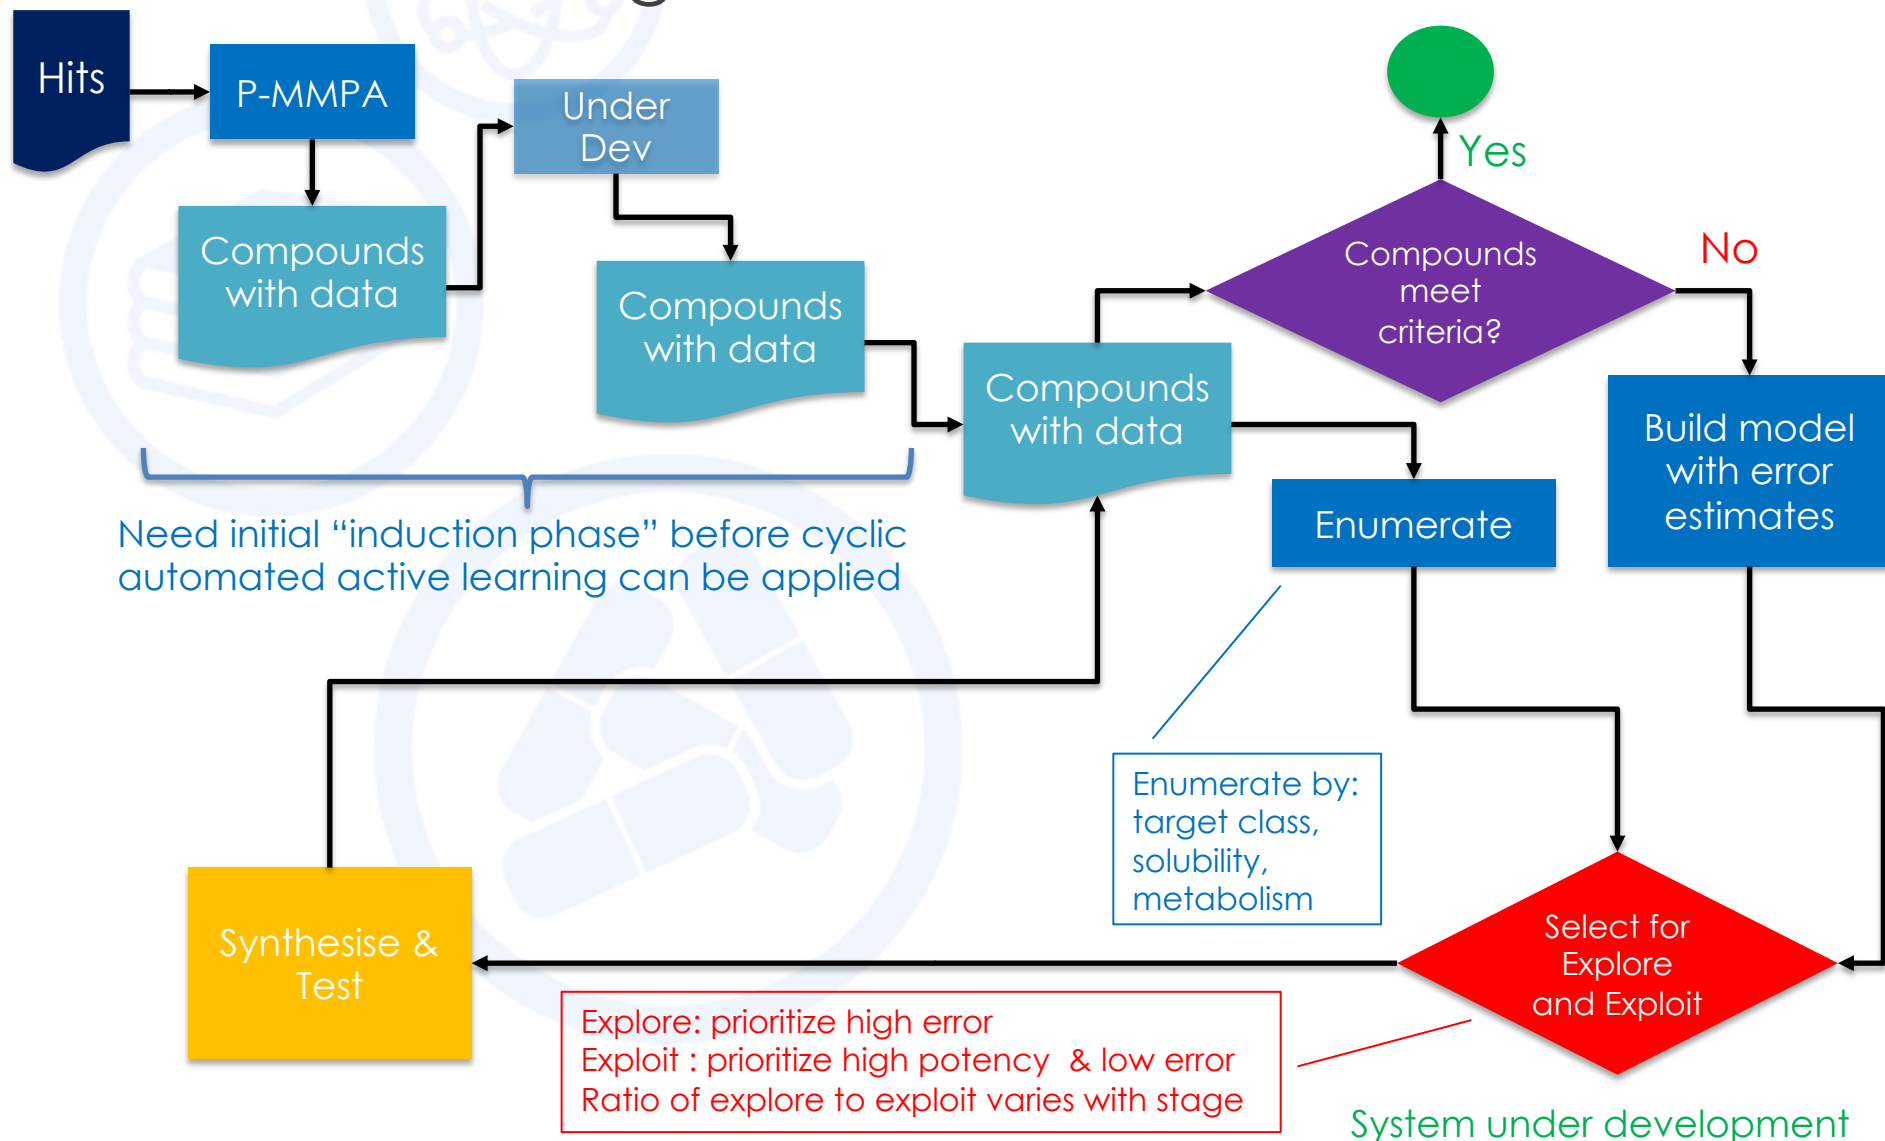 Hits
P-MMPA
Under
Dev
Compounds
with data
Compounds
with data
Compounds
with data
Yes
Compounds
meet
criteria?
No
Build model
with error
estimates
Enumerate
Need initial “induction phase” before cyclic
automated active learning can be applied
Enumerate by:
target class,
solubility,
metabolism
Select for
Explore
and Exploit
Synthesise &
Test
Explore: prioritize high error
Exploit : prioritize high potency & low error
Ratio of explore to exploit varies with stage
System under development